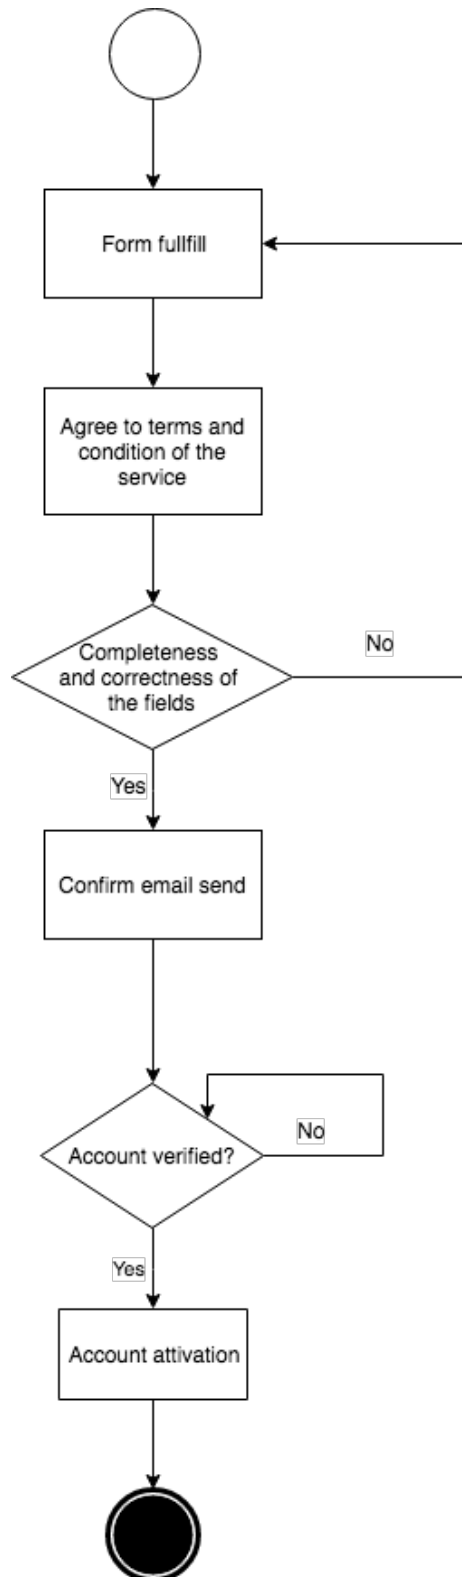 Form fullfill
Agree to terms and
condition of the
service
Completeness
and correctness of
the fields
No
Yes
Confirm email send
No
Account verified?
Yes
Account attivation